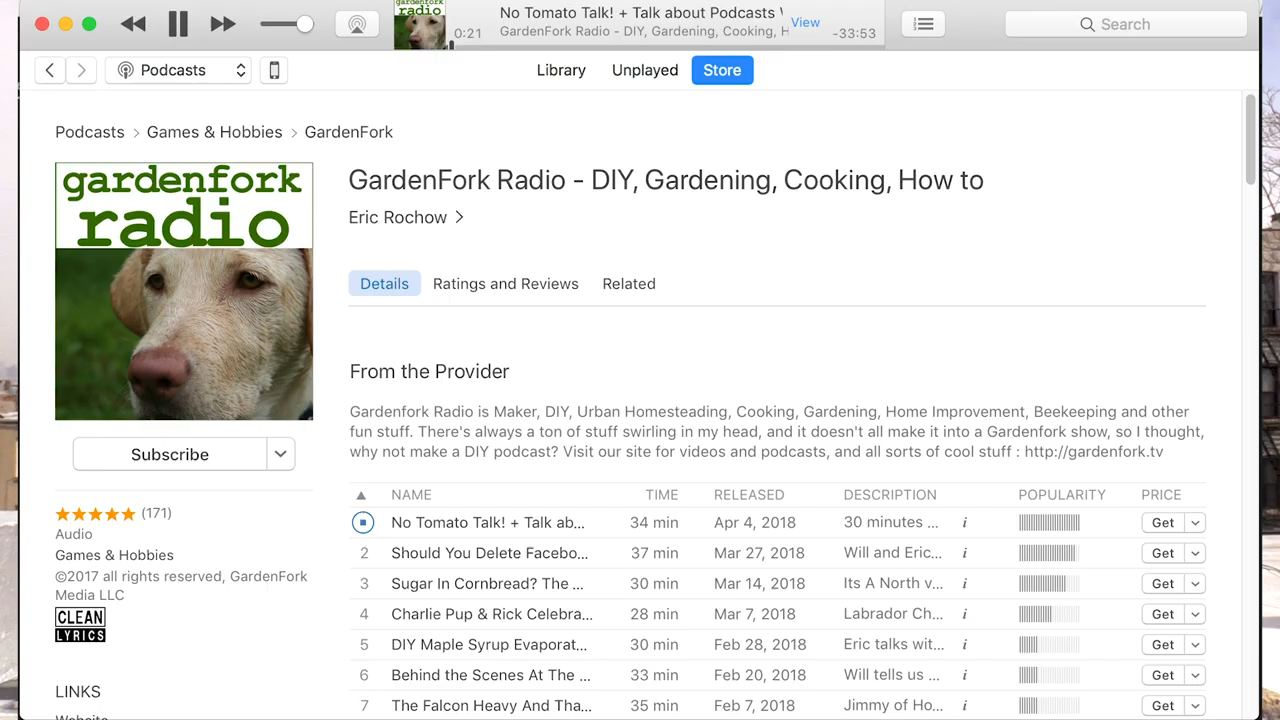 gardenfork
No Tomato Talk! + Talk about Podcasts
View
0:21
GardenFork Radio - DIY, Gardening, Cooking, H
-33:53
Search
Podcasts
Library
Unplayed
Store
Podcasts > Games & Hobbies > GardenFork
gardenfork
radio
GardenFork Radio - DIY, Gardening, Cooking, How to
Eric Rochow >
Details
Ratings and Reviews
Related
From the Provider
Gardenfork Radio is Maker, DIY, Urban Homesteading, Cooking, Gardening, Home Improvement, Beekeeping and other
fun stuff. There's always a ton of stuff swirling in my head, and it doesn't all make it into a Gardenfork show, so I thought,
why not make a DIY podcast? Visit our site for videos and podcasts, and all sorts of cool stuff : http://gardenfork.tv
Subscribe
(171)
Audio
Games & Hobbies
©2017 all rights reserved, GardenFork
Media LLC
CLEAN
LYRICS
LINKS
Website
NAME TIME RELEASED DESCRIPTION POPULARITY PRICE
No Tomato Talk! + Talk ab... 34 min Apr 4, 2018 30 minutes ... i Get
2 Should You Delete Facebo... 37 min Mar 27, 2018 Will and Eric... i Get
3 Sugar In Cornbread? The ... 30 min Mar 14, 2018 Its A North v... i Get
4 Charlie Pup & Rick Celebra... 28 min Mar 7, 2018 Labrador Ch... i Get
5 DIY Maple Syrup Evaporat... 30 min Feb 28, 2018 Eric talks wit... i Get
6 Behind the Scenes At The ... 33 min Feb 20, 2018 Will tells us ... i Get
7 The Falcon Heavy And Tha... 35 min Feb 7, 2018 Jimmy of Ho... i Get